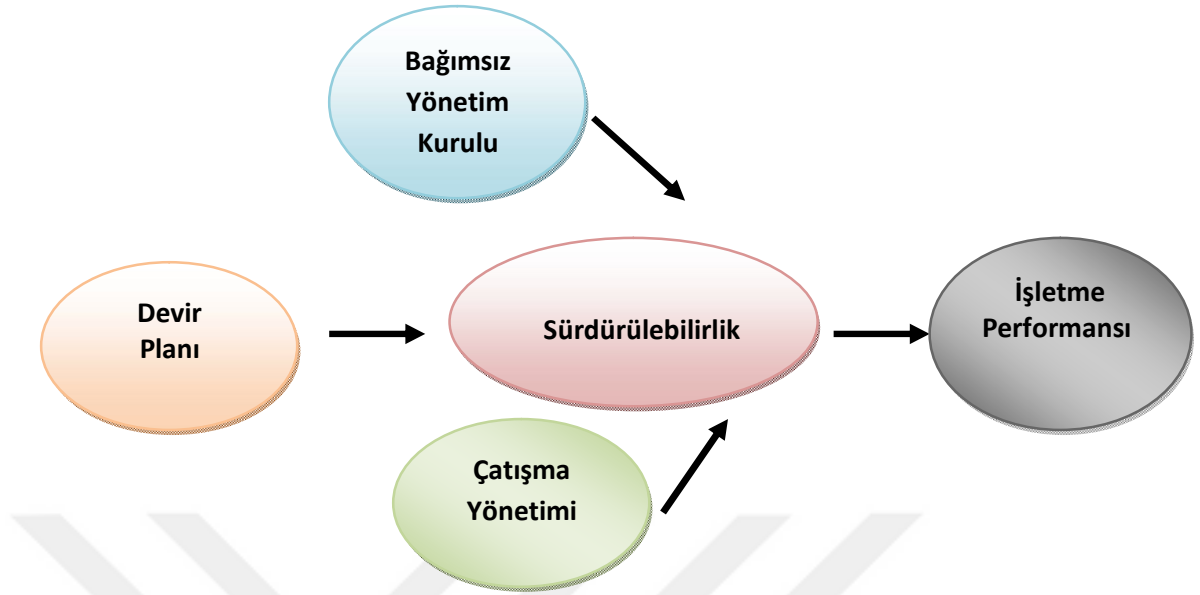 Bağımsız
Yönetim
Kurulu
Devir
Planı
Sürdürülebilirlik
İşletme
Performansı
Çatışma
Yönetimi